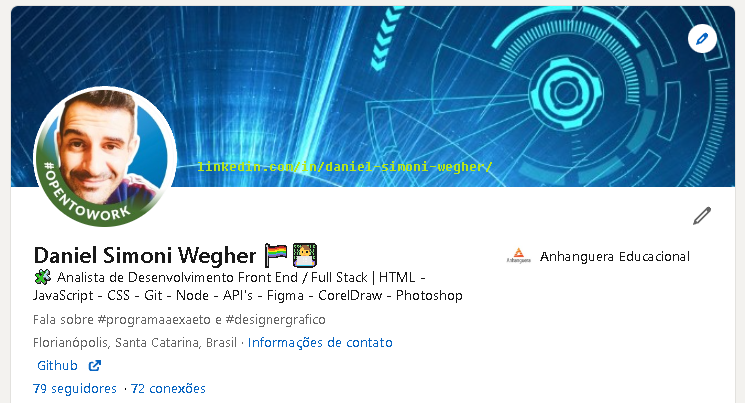 linkedin.com/in/daniel-simoni-wegher/
#OPENTOWORK
Daniel Simoni Wegher 🏳️‍🌈 👨‍💻
Anhanguera
Anhanguera Educacional
🧩 Analista de Desenvolvimento Front End / Full Stack | HTML -
JavaScript - CSS - Git - Node - API's - Figma - CorelDraw - Photoshop
Fala sobre #programaaexaeto e #designergrafico
Florianópolis, Santa Catarina, Brasil · Informações de contato
Github
79 seguidores · 72 conexões